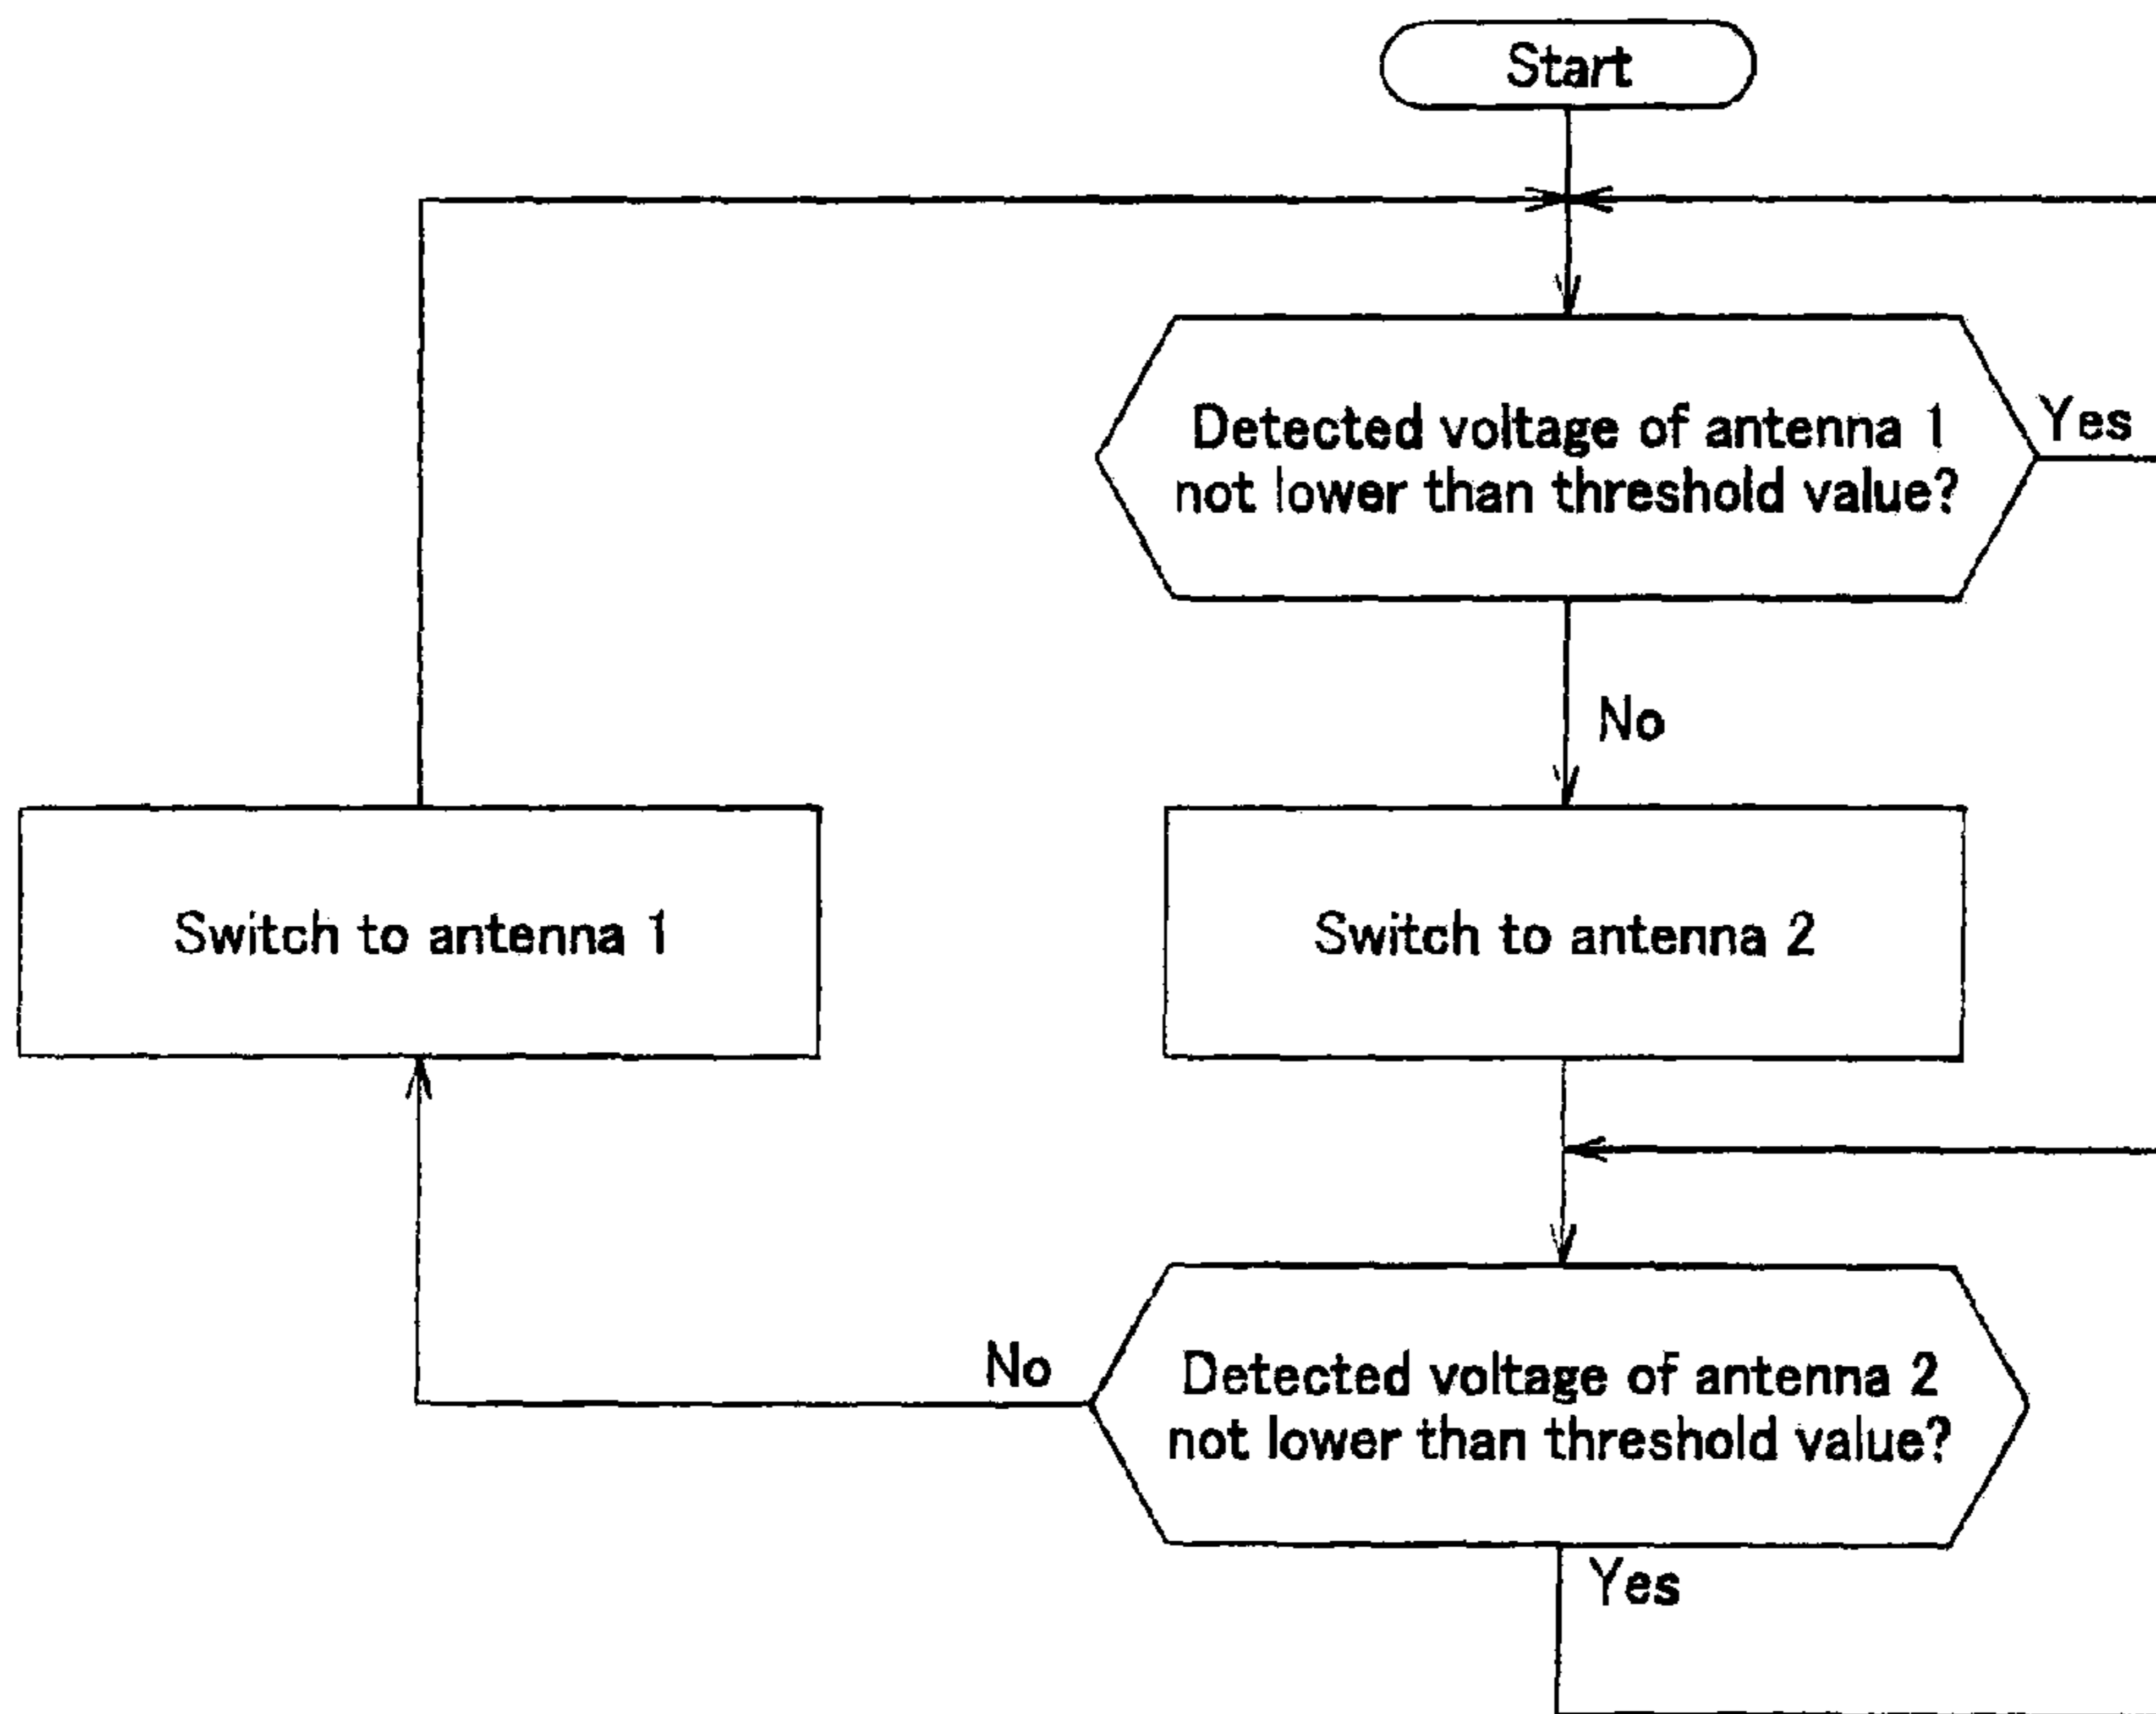 Start
Detected voltage of antenna 1
not lower than threshold value?
Yes
No
Switch to antenna 1
Switch to antenna 2
No
Detected voltage of antenna 2
not lower than threshold value?
Yes